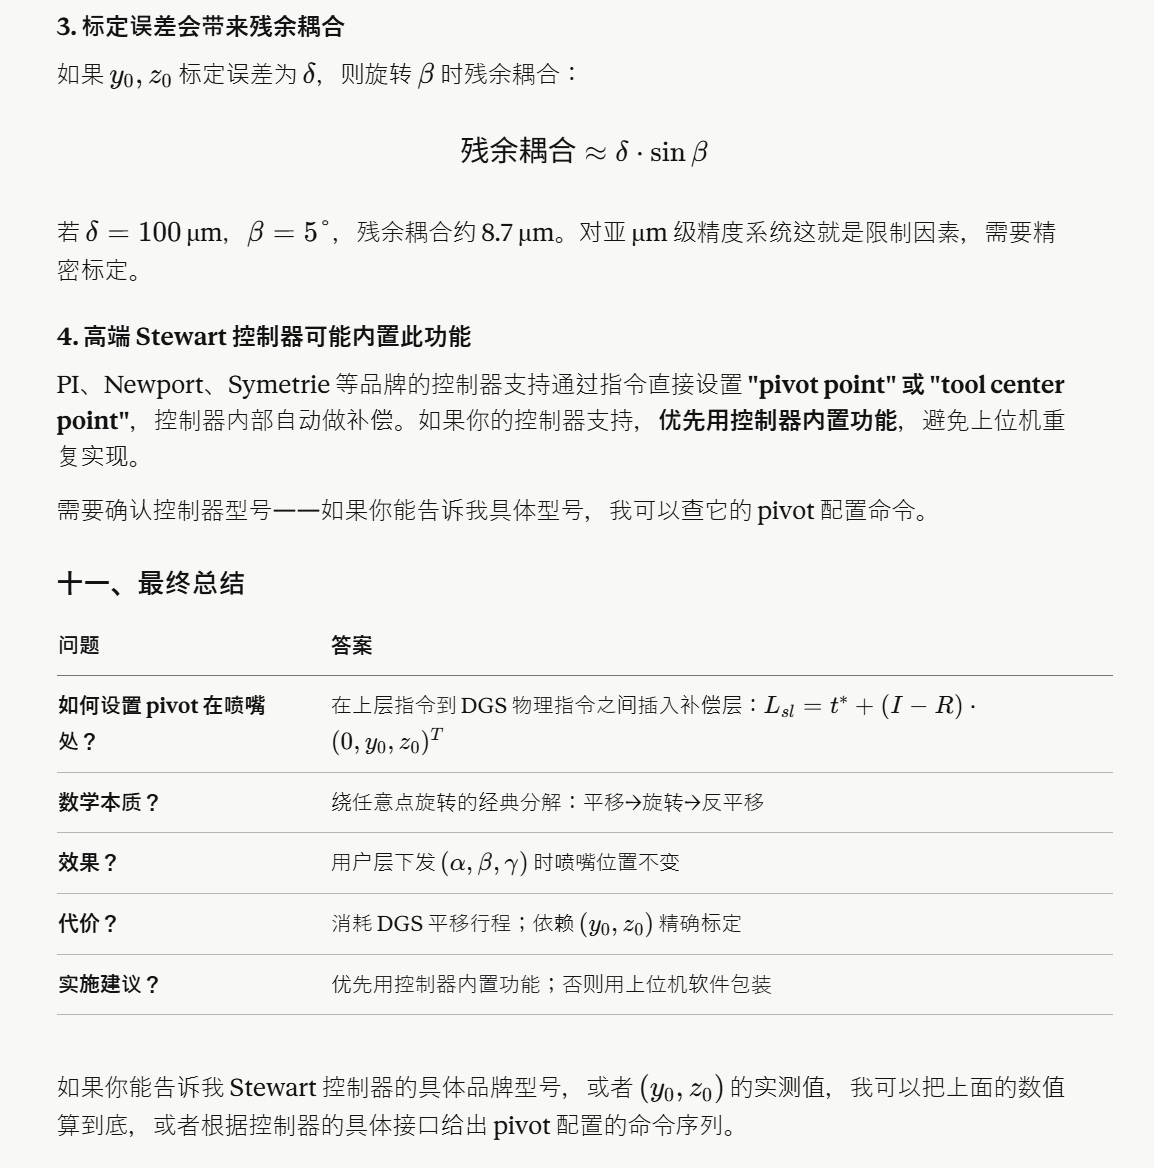 3. 标定误差会带来残余耦合
如果 y₀, z₀ 标定误差为 δ，则旋转 β 时残余耦合：
残余耦合 ≈ δ · sin β
若 δ = 100 μm，β = 5°，残余耦合约 8.7 μm。对亚 μm 级精度系统这就是限制因素，需要精
密标定。
4. 高端 Stewart 控制器可能内置此功能
PI、Newport、Symetrie 等品牌的控制器支持通过指令直接设置 "pivot point" 或 "tool center
point"，控制器内部自动做补偿。如果你的控制器支持，优先用控制器内置功能，避免上位机重
复实现。
需要确认控制器型号——如果你能告诉我具体型号，我可以查它的 pivot 配置命令。
十一、最终总结
问题 答案
如何设置 pivot 在喷嘴 在上层指令到 DGS 物理指令之间插入补偿层：L_{sl} = t* + (I − R) ·
处？ (0, y₀, z₀)^T
数学本质？ 绕任意点旋转的经典分解：平移→旋转→反平移
效果？ 用户层下发 (α, β, γ) 时喷嘴位置不变
代价？ 消耗 DGS 平移行程；依赖 (y₀, z₀) 精确标定
实施建议？ 优先用控制器内置功能；否则用上位机软件包装
如果你能告诉我 Stewart 控制器的具体品牌型号，或者 (y₀, z₀) 的实测值，我可以把上面的数值
算到底，或者根据控制器的具体接口给出 pivot 配置的命令序列。